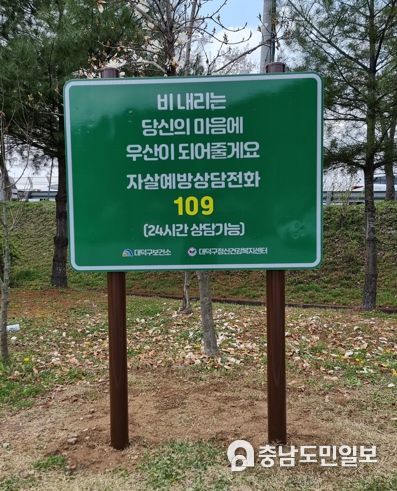 비 내리는
당신의 마음에
우산이 되어줄게요
자살예방상담전화
109
(24시간 상담가능)
대덕구보건소 대덕구정신건강복지센터
충남도민일보